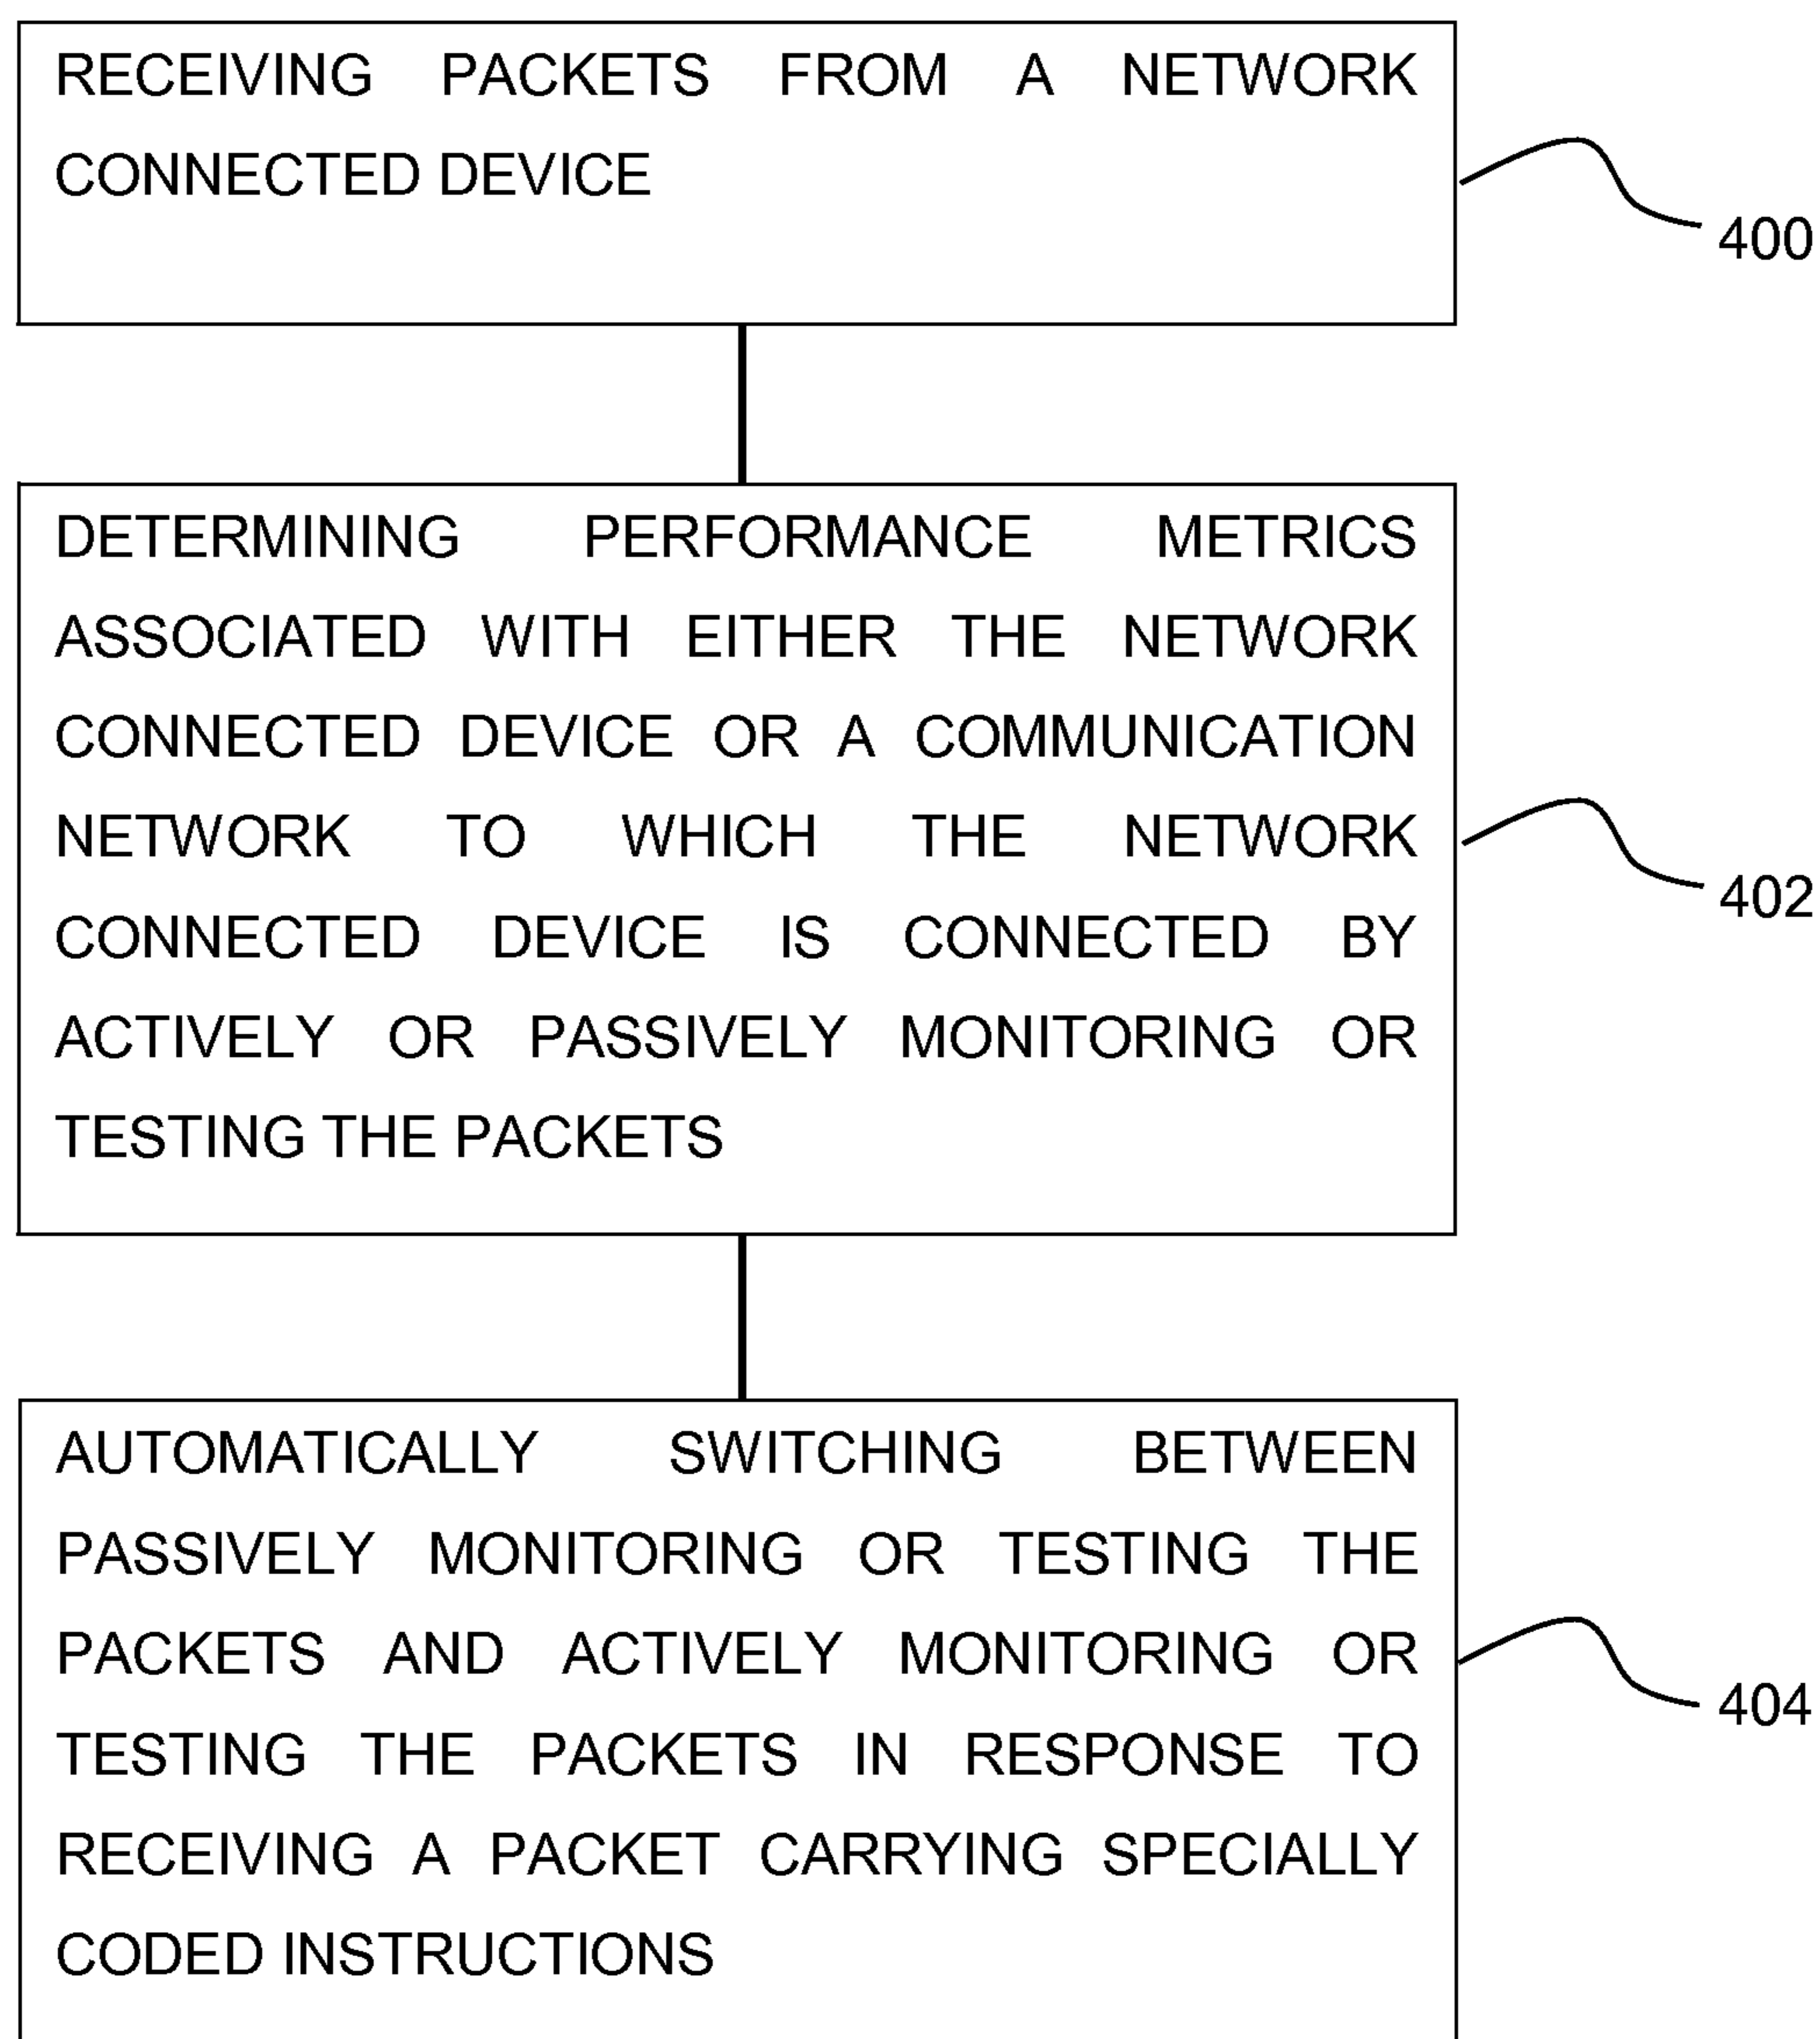 RECEIVING PACKETS FROM A NETWORK
CONNECTED DEVICE
400
DETERMINING PERFORMANCE METRICS
ASSOCIATED WITH EITHER THE NETWORK
CONNECTED DEVICE OR A COMMUNICATION
NETWORK TO WHICH THE NETWORK
CONNECTED DEVICE IS CONNECTED BY
ACTIVELY OR PASSIVELY MONITORING OR
TESTING THE PACKETS
402
AUTOMATICALLY SWITCHING BETWEEN
PASSIVELY MONITORING OR TESTING THE
PACKETS AND ACTIVELY MONITORING OR
TESTING THE PACKETS IN RESPONSE TO
RECEIVING A PACKET CARRYING SPECIALLY
CODED INSTRUCTIONS
404